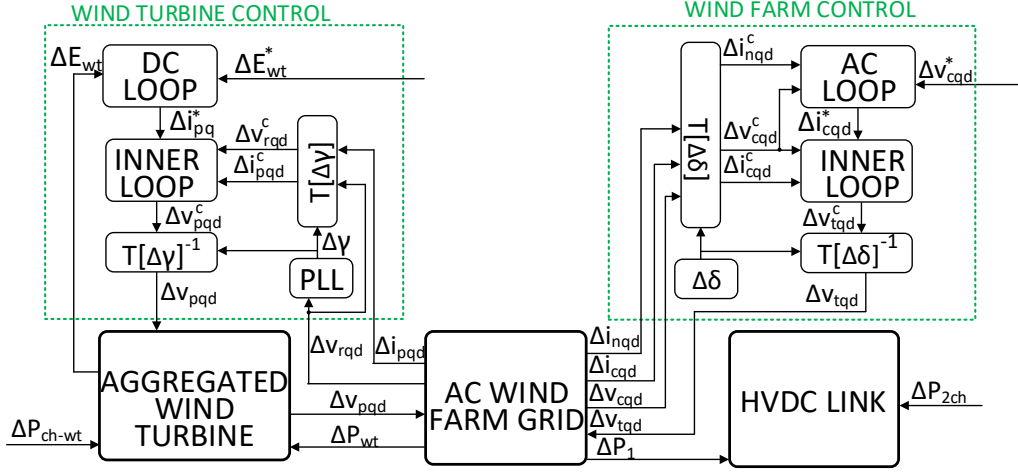 WIND TURBINE CONTROL
WIND FARM CONTROL
ΔE_wt
DC
LOOP
ΔE*_wt
Δi*_pq
Δv^c_rqd
Δi^c_pqd
INNER
LOOP
T[Δγ]
Δv^c_pqd
T[Δγ]^-1
Δγ
PLL
Δv_pqd
Δi^c_nqd
AC
LOOP
Δv*_cqd
Δv^c_cqd
Δi*_cqd
T[Δδ]
Δi^c_cqd
INNER
LOOP
Δv^c_tqd
T[Δδ]^-1
Δδ
Δv_tqd
Δv_rqd
Δi_pqd
Δi_nqd
Δi_cqd
Δv_cqd
Δv_tqd
ΔP_1
AGGREGATED
WIND
TURBINE
Δv_pqd
ΔP_wt
ΔP_ch-wt
AC WIND
FARM GRID
HVDC LINK
ΔP_2ch